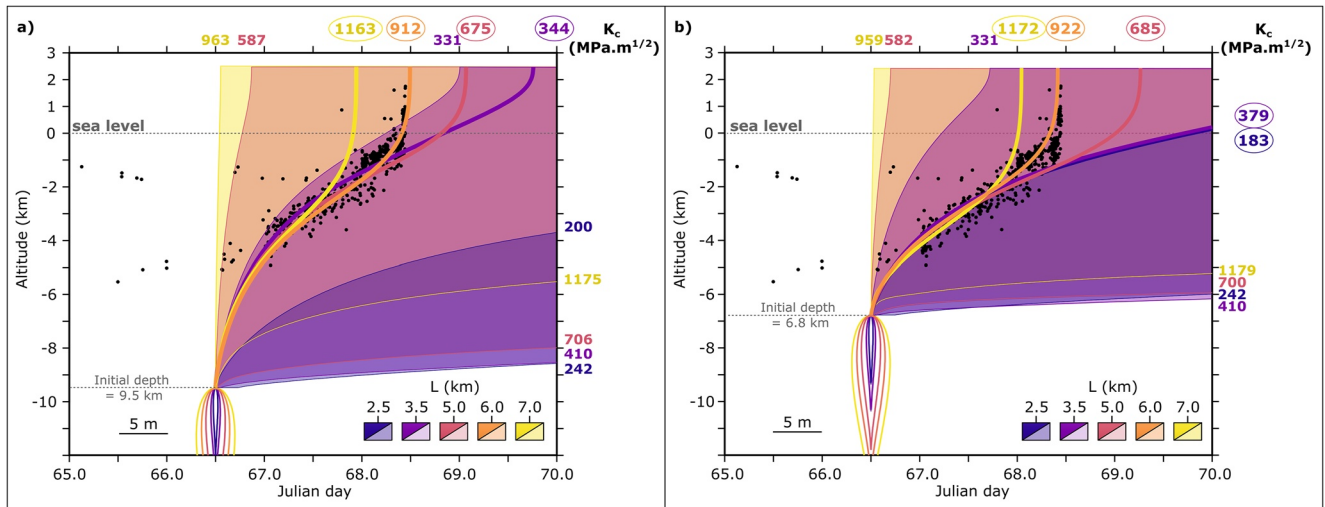 a)
963 587 1163 912 331 675 344 Kc (MPa.m1/2)
Altitude (km)
3
2
1
sea level
0
-2
200
-4
1175
-6
706
-8
410
Initial depth
= 9.5 km
242
-10
L (km)
2.5 3.5 5.0 6.0 7.0
5 m
65.0 66.0 67.0 68.0 69.0 70.0
Julian day
b)
959 582 331 1172 922 685 Kc (MPa.m1/2)
Altitude (km)
3
2
1
379
sea level
0
183
-2
-4
1179
-6
700
242
Initial depth
= 6.8 km
410
-8
-10
L (km)
2.5 3.5 5.0 6.0 7.0
5 m
65.0 66.0 67.0 68.0 69.0 70.0
Julian day